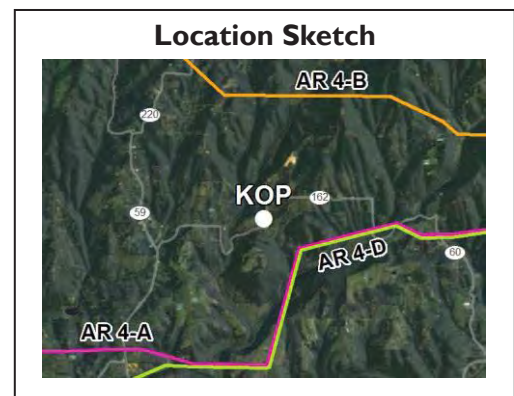 Location Sketch
AR 4-B
220
KOP
162
59
AR 4-D
60
AR 4-A